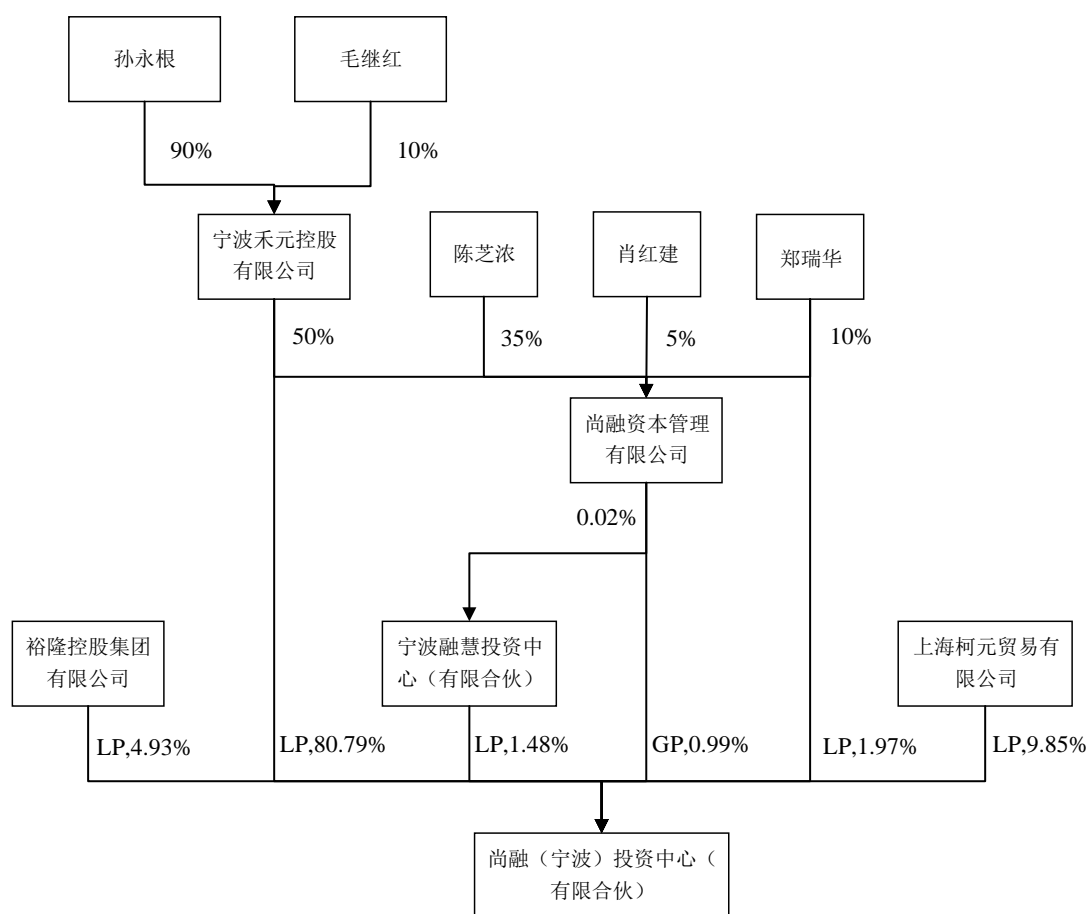 孙永根
毛继红
90%
10%
宁波禾元控股
有限公司
陈芝浓
肖红建
郑瑞华
50%
35%
5%
10%
尚融资本管理
有限公司
0.02%
裕隆控股集团
有限公司
宁波融慧投资中
心（有限合伙）
上海柯元贸易有
限公司
LP,4.93%
LP,80.79%
LP,1.48%
GP,0.99%
LP,1.97%
LP,9.85%
尚融（宁波）投资中心（
有限合伙）